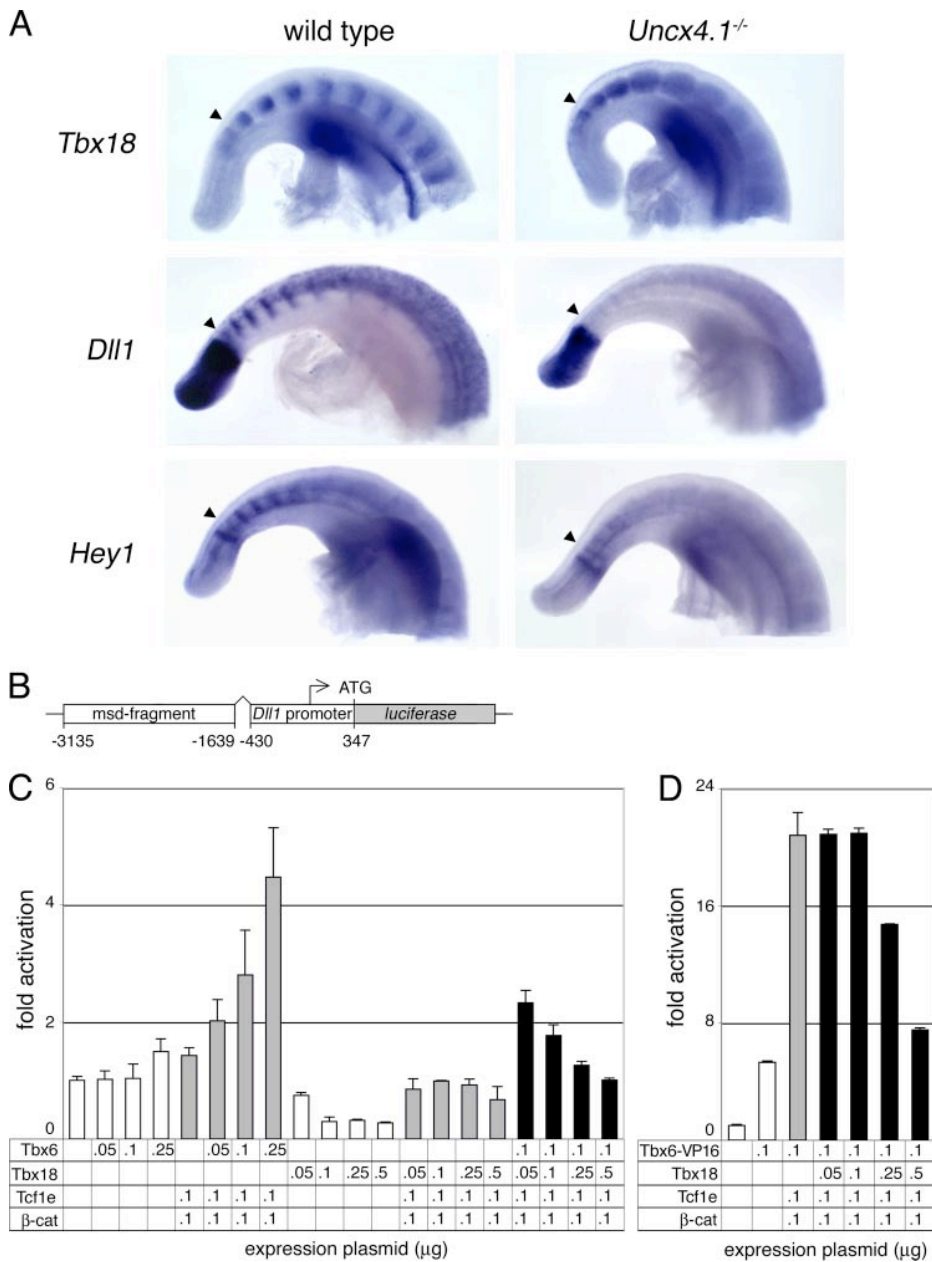 A
wild type
Uncx4.1-/-
Tbx18
Dll1
Hey1
B
ATG
msd-fragment
Dll1 promoter
luciferase
-3135
-1639
-430
347
C
6
4
2
0
fold activation
Tbx6 .05 .1 .25 .05 .1 .25 .1 .1 .1 .1
Tbx18 .05 .1 .25 .5 .05 .1 .25 .5 .05 .1 .25 .5
Tcf1e .1 .1 .1 .1 .1 .1 .1 .1 .1 .1 .1 .1
β-cat .1 .1 .1 .1 .1 .1 .1 .1 .1 .1 .1 .1
expression plasmid (μg)
D
24
16
8
0
fold activation
Tbx6-VP16 .1 .1 .1 .1 .1 .1
Tbx18 .05 .1 .25 .5
Tcf1e .1 .1 .1 .1 .1
β-cat .1 .1 .1 .1 .1
expression plasmid (μg)